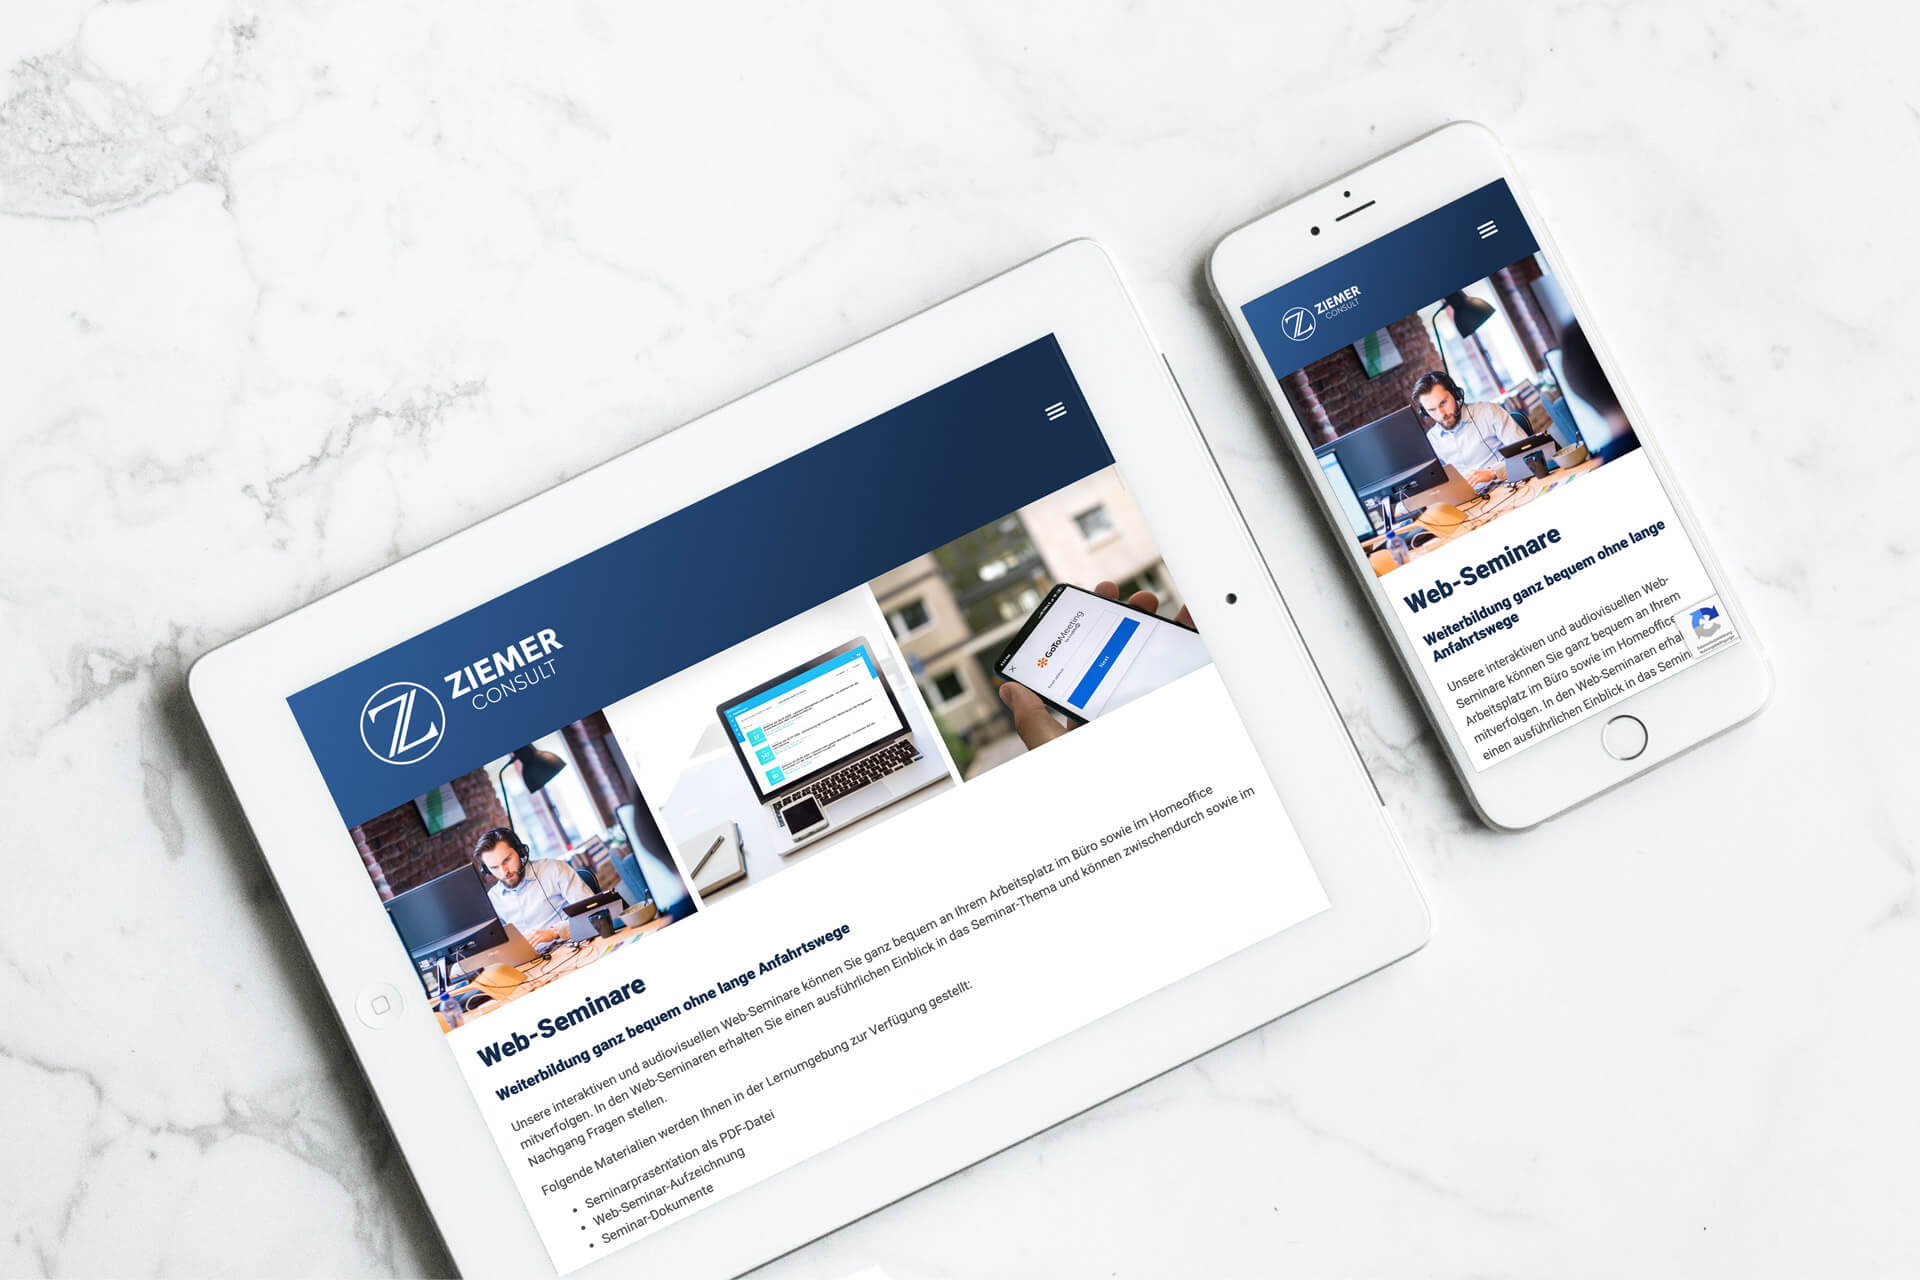 ZIEMER
CONSULT
GoToMeeting
Next
Web-Seminare
Weiterbildung ganz bequem ohne lange Anfahrtswege
Unsere interaktiven und audiovisuellen Web-Seminare können Sie ganz bequem an Ihrem Arbeitsplatz im Büro sowie im Homeoffice
mitverfolgen. In den Web-Seminaren erhalten Sie einen ausführlichen Einblick in das Seminar-Thema und können zwischendurch sowie im
Nachgang Fragen stellen.
Folgende Materialien werden Ihnen in der Lernumgebung zur Verfügung gestellt:
• Seminarpräsentation als PDF-Datei
• Web-Seminar-Aufzeichnung
• Seminar-Dokumente
ZIEMER
CONSULT
Web-Seminare
Weiterbildung ganz bequem ohne lange
Anfahrtswege
Unsere interaktiven und audiovisuellen Web-
Seminare können Sie ganz bequem an Ihrem
Arbeitsplatz im Büro sowie im Homeoffice
mitverfolgen. In den Web-Seminaren erhal
einen ausführlichen Einblick in das Semin